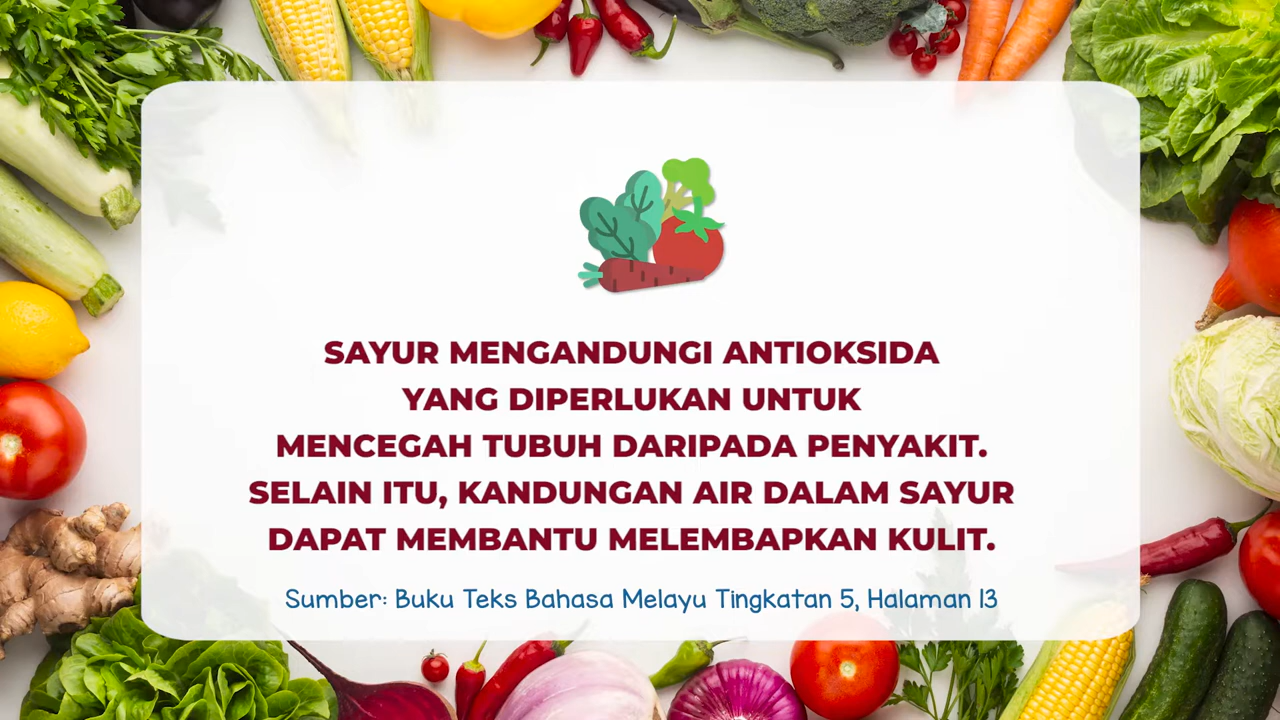 SAYUR MENGANDUNGI ANTIOKSIDA
YANG DIPERLUKAN UNTUK
MENCEGAH TUBUH DARIPADA PENYAKIT.
SELAIN ITU, KANDUNGAN AIR DALAM SAYUR
DAPAT MEMBANTU MELEMBAPKAN KULIT.
Sumber: Buku Teks Bahasa Melayu Tingkatan 5, Halaman 13